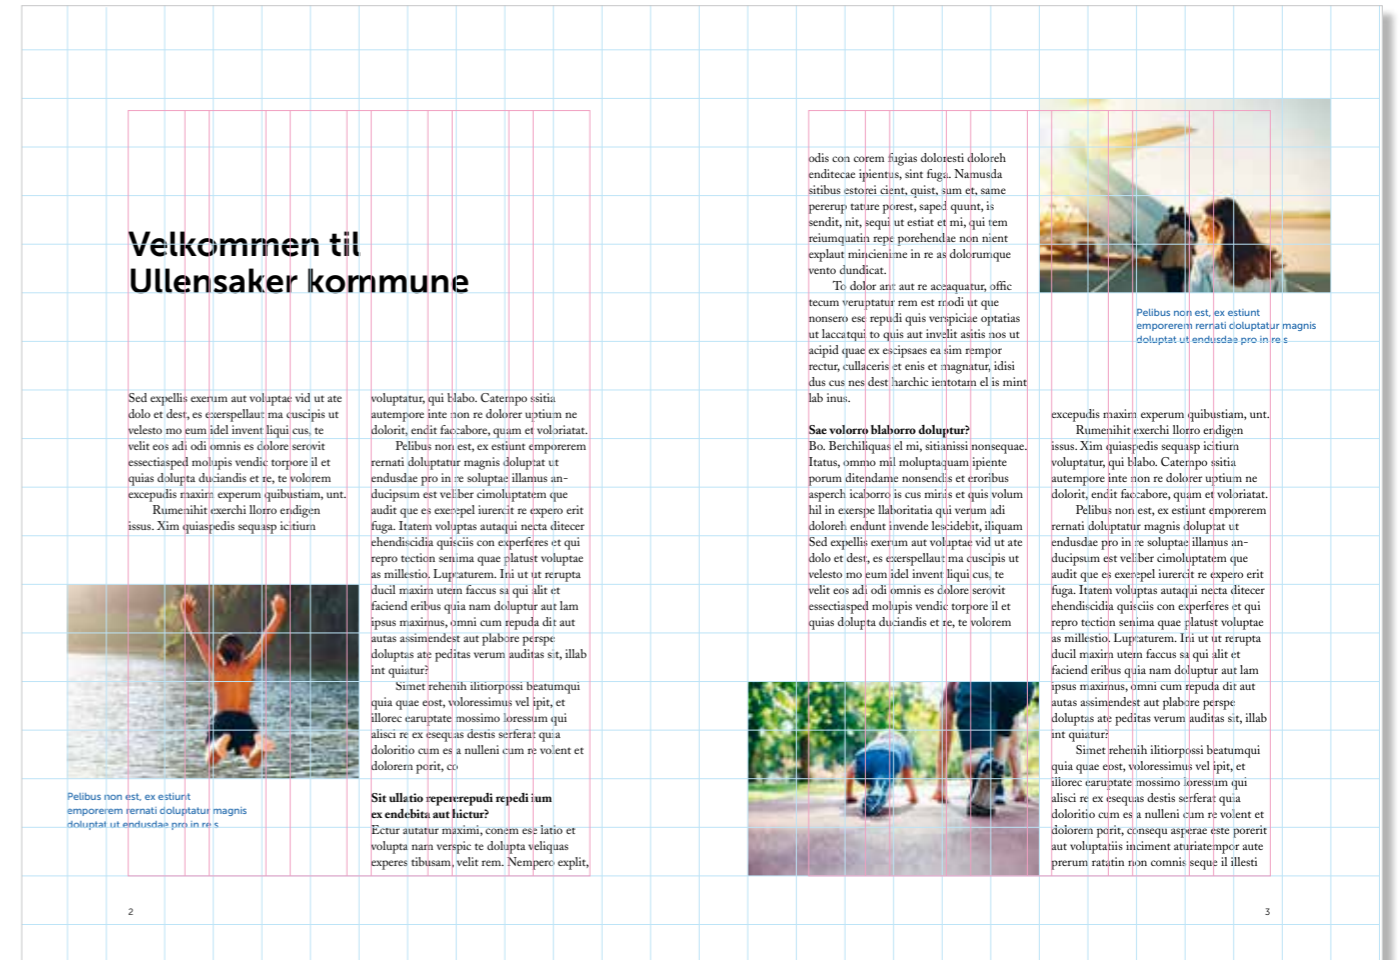 Velkommen til
Ullensaker kommune
Sed expellis exerum aut voluptae vid ut ate
dolo et dest, es exerspellaut ma cuscipis ut
velesto mo eum idel invent liqui cus, te
velit eos adi odi omnis es dolore serovit
essectiasped molupis vendic torpore il et
quias dolupta duciandis et re, te volorem
excepudis maxim experum quibustiam, unt.
Rumenihit exerchi llorro endigen
issus. Xim quiaspedis sequasp icitium
Pelibus non est, ex estiunt
emporerem rernati doluptatur magnis
doluptat ut endusdae pro in re s
voluptatur, qui blabo. Catempo ssitia
autempore inte non re dolorer uptium ne
dolorit, endit faccabore, quam et voloriatat.
Pelibus non est, ex estiunt emporerem
rernati doluptatur magnis doluptat ut
endusdae pro in re soluptae illamus an-
ducipsum est veliber cimoluptatem que
audit que es exerepel iurercit re expero erit
fuga. Itatem voluptas autaqui necta ditecer
ehendiscidia quisciis con experferes et qui
repro tection senima quae platust voluptae
as millestio. Luptaturem. Ini ut ut rerupta
ducil maxim utem faccus sa qui alit et
faciend eribus quia nam doluptur aut lam
ipsus maximus, omni cum repuda dit aut
autas assimendest aut plabore perspe
doluptas ate peditas verum auditas sit, illab
int quiatur?
Simet rehenih ilitiorpossi beatumqui
quia quae eost, voloressimus vel ipit, et
illorec earuptate mossimo loressum qui
alisci re ex esequas destis serferat quia
doloritio cum es a nulleni cum re volent et
dolorem porit, co
Sit ullatio repererepudi repedi ium
ex endebita aut hictur?
Ectur autatur maximi, conem ese latio et
volupta nam verspic te dolupta veliquas
experes tibusam, velit rem. Nempero explit,
2
odis con corem fugias doloresti doloreh
enditecae ipientus, sint fuga. Namusda
sitibus estorei cient, quist, sum et, same
pererup tature porest, saped quunt, is
sendit, nit, sequi ut estiat et mi, qui tem
reiumquatin repe porehendae non nient
explaut mincienime in re as dolorumque
vento dundicat.
To dolor ant aut re aceaquatur, offic
tecum veruptatur rem est modi ut que
nonsero ese repudi quis verspiciae optatias
ut laccatqui to quis aut invelit asitis nos ut
acipid quae ex escipsaes ea sim rempor
rectur, cullaceris et enis et magnatur, idisi
dus cus nes dest harchic ientotam el is mint
lab inus.
Sae volorro blaborro doluptur?
Bo. Berchiliquas el mi, sitianissi nonsequae.
Itatus, ommo mil moluptaquam ipiente
porum ditendame nonsendis et eroribus
asperch icaborro is cus minis et quis volum
hil in exerspe llaboritatia qui verum adi
doloreh endunt invende lescidebit, iliquam
Sed expellis exerum aut voluptae vid ut ate
dolo et dest, es exerspellaut ma cuscipis ut
velesto mo eum idel invent liqui cus, te
velit eos adi odi omnis es dolore serovit
essectiasped molupis vendic torpore il et
quias dolupta duciandis et re, te volorem
Pelibus non est, ex estiunt
emporerem rernati doluptatur magnis
doluptat ut endusdae pro in re s
excepudis maxim experum quibustiam, unt.
Rumenihit exerchi llorro endigen
issus. Xim quiaspedis sequasp icitium
voluptatur, qui blabo. Catempo ssitia
autempore inte non re dolorer uptium ne
dolorit, endit faccabore, quam et voloriatat.
Pelibus non est, ex estiunt emporerem
rernati doluptatur magnis doluptat ut
endusdae pro in re soluptae illamus an-
ducipsum est veliber cimoluptatem que
audit que es exerepel iurercit re expero erit
fuga. Itatem voluptas autaqui necta ditecer
ehendiscidia quisciis con experferes et qui
repro tection senima quae platust voluptae
as millestio. Luptaturem. Ini ut ut rerupta
ducil maxim utem faccus sa qui alit et
faciend eribus quia nam doluptur aut lam
ipsus maximus, omni cum repuda dit aut
autas assimendest aut plabore perspe
doluptas ate peditas verum auditas sit, illab
int quiatur?
Simet rehenih ilitiorpossi beatumqui
quia quae eost, voloressimus vel ipit, et
illorec earuptate mossimo loressum qui
alisci re ex esequas destis serferat quia
doloritio cum es a nulleni cum re volent et
dolorem porit, consequ asperae este porerit
aut voluptatiis inciment aturiatempor aute
prerum ratatin non comnis seque il illesti
3